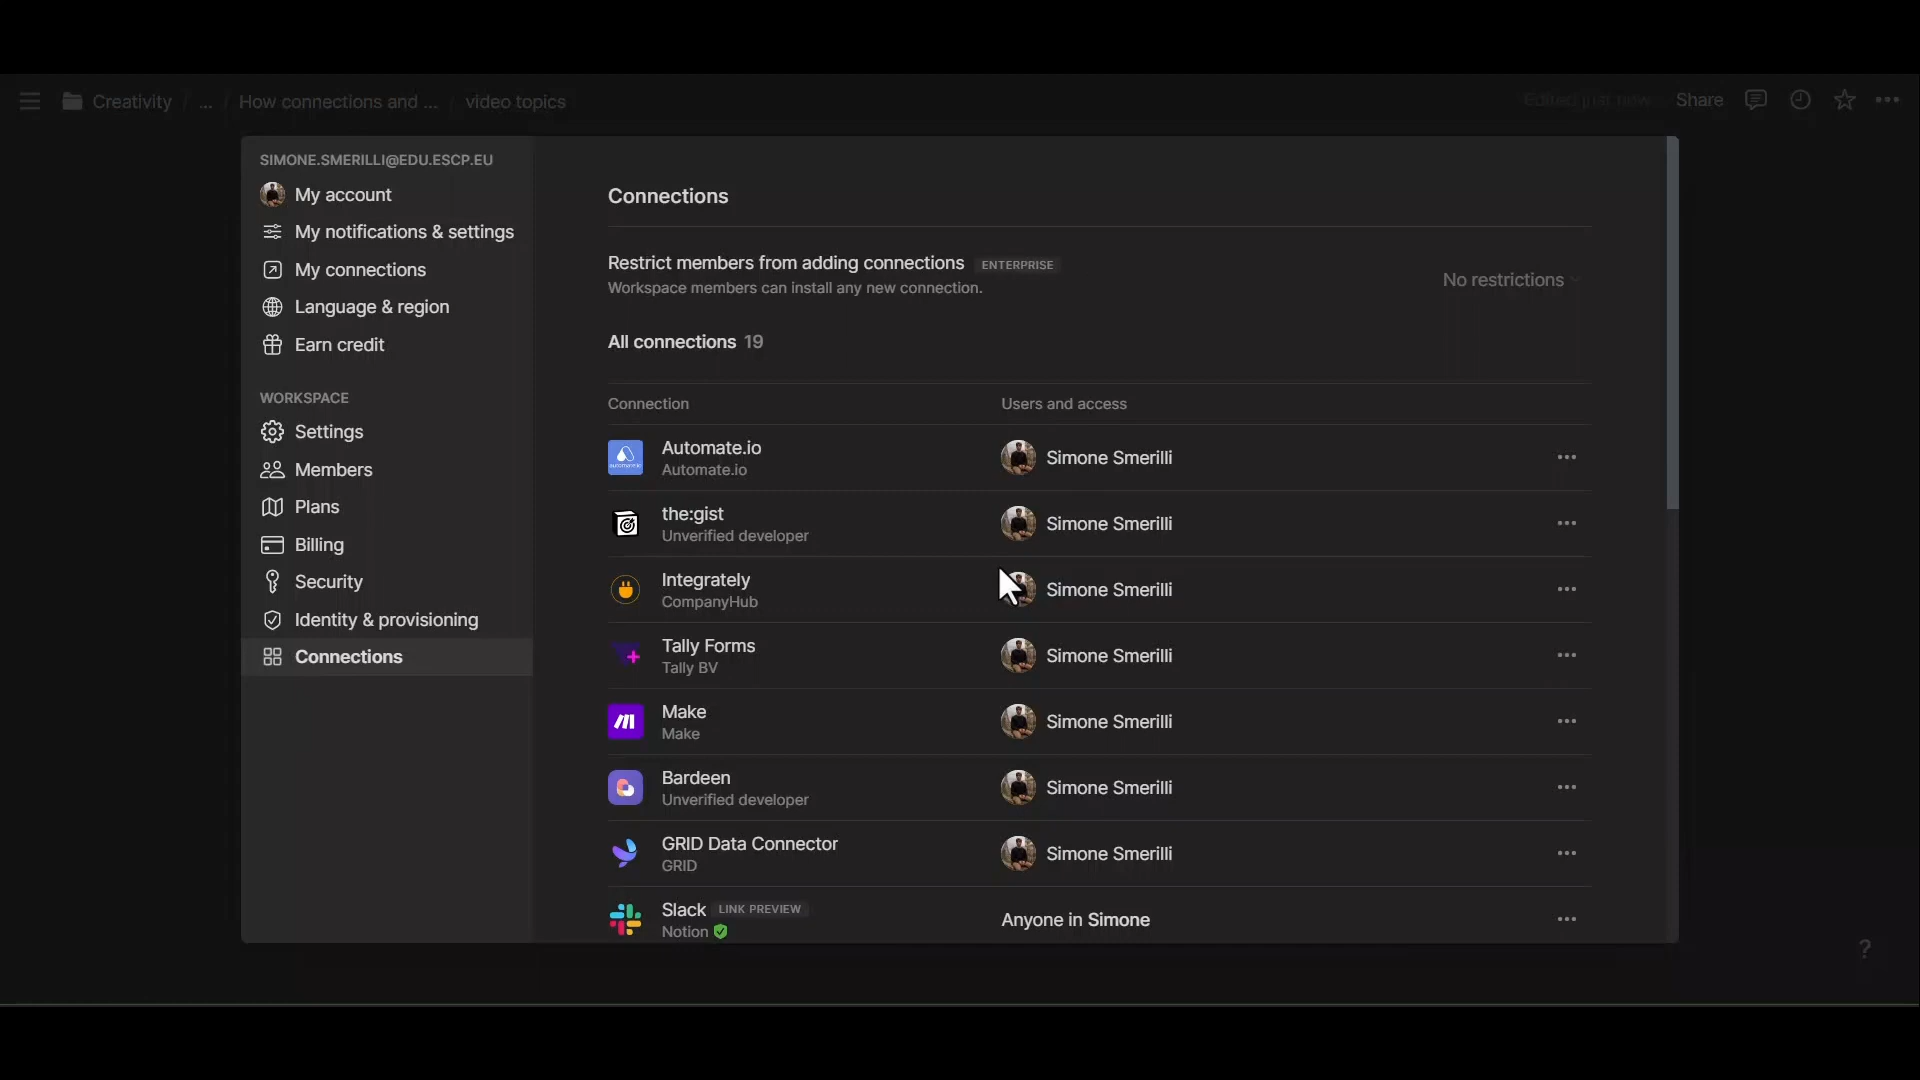 Creativity / ... / How connections and ... / video topics
Edited just now Share
SIMONE.SMERILLI@EDU.ESCP.EU
My account
My notifications & settings
My connections
Language & region
Earn credit
WORKSPACE
Settings
Members
Plans
Billing
Security
Identity & provisioning
Connections
Connections
Restrict members from adding connections ENTERPRISE
Workspace members can install any new connection.
No restrictions
All connections 19
Connection Users and access
Automate.io
Automate.io
Simone Smerilli
the:gist
Unverified developer
Simone Smerilli
Integrately
CompanyHub
Simone Smerilli
Tally Forms
Tally BV
Simone Smerilli
Make
Make
Simone Smerilli
Bardeen
Unverified developer
Simone Smerilli
GRID Data Connector
GRID
Simone Smerilli
Slack LINK PREVIEW
Notion
Anyone in Simone
?